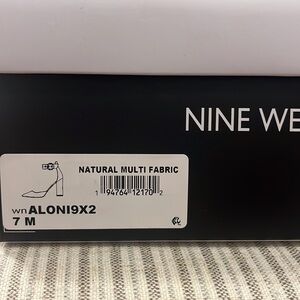 NINE WE
NATURAL MULTI FABRIC
1 94764 12170 2
wn ALONI9X2
7 M